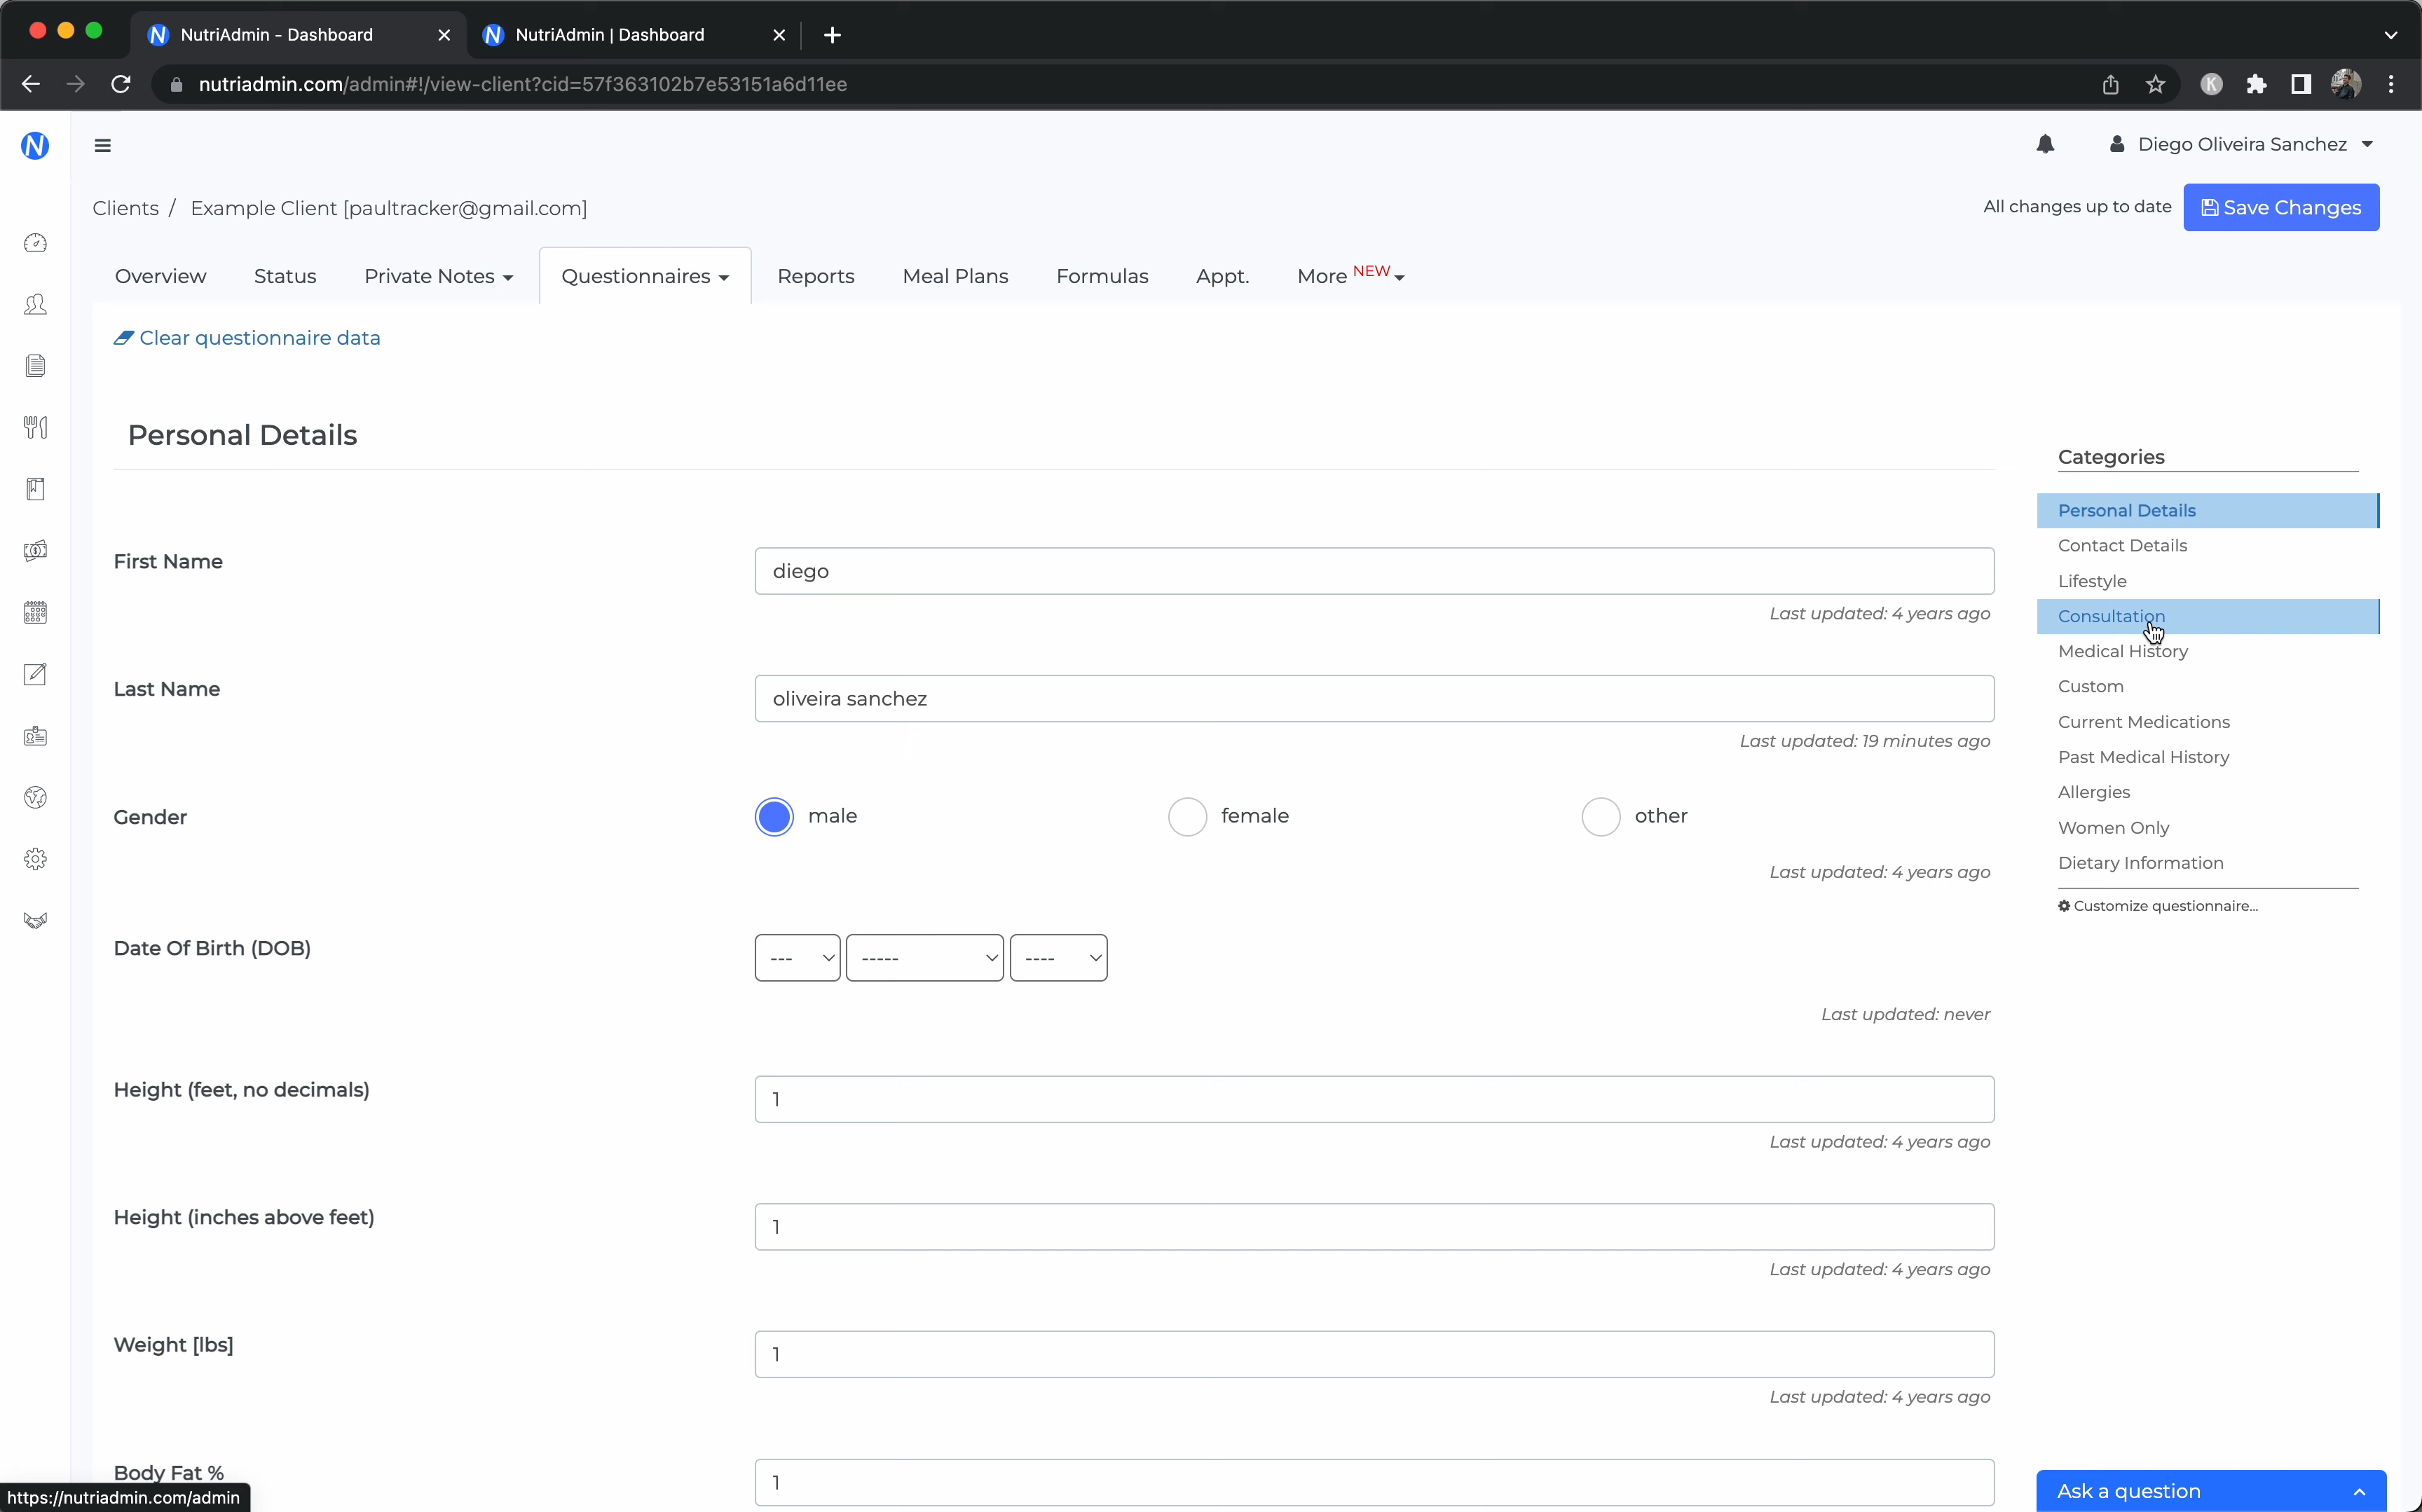 NutriAdmin - Dashboard
NutriAdmin | Dashboard
nutriadmin.com/admin#!/view-client?cid=57f363102b7e53151a6d11ee
K
N
Diego Oliveira Sanchez
Clients / Example Client [paultracker@gmail.com]
All changes up to date
Save Changes
Overview
Status
Private Notes
Questionnaires
Reports
Meal Plans
Formulas
Appt.
More NEW
Clear questionnaire data
Personal Details
First Name
diego
Last updated: 4 years ago
Last Name
oliveira sanchez
Last updated: 19 minutes ago
Gender
male
female
other
Last updated: 4 years ago
Date Of Birth (DOB)
---
-----
----
Last updated: never
Height (feet, no decimals)
1
Last updated: 4 years ago
Height (inches above feet)
1
Last updated: 4 years ago
Weight [lbs]
1
Last updated: 4 years ago
Body Fat %
1
Categories
Personal Details
Contact Details
Lifestyle
Consultation
Medical History
Custom
Current Medications
Past Medical History
Allergies
Women Only
Dietary Information
Customize questionnaire...
https://nutriadmin.com/admin
Ask a question